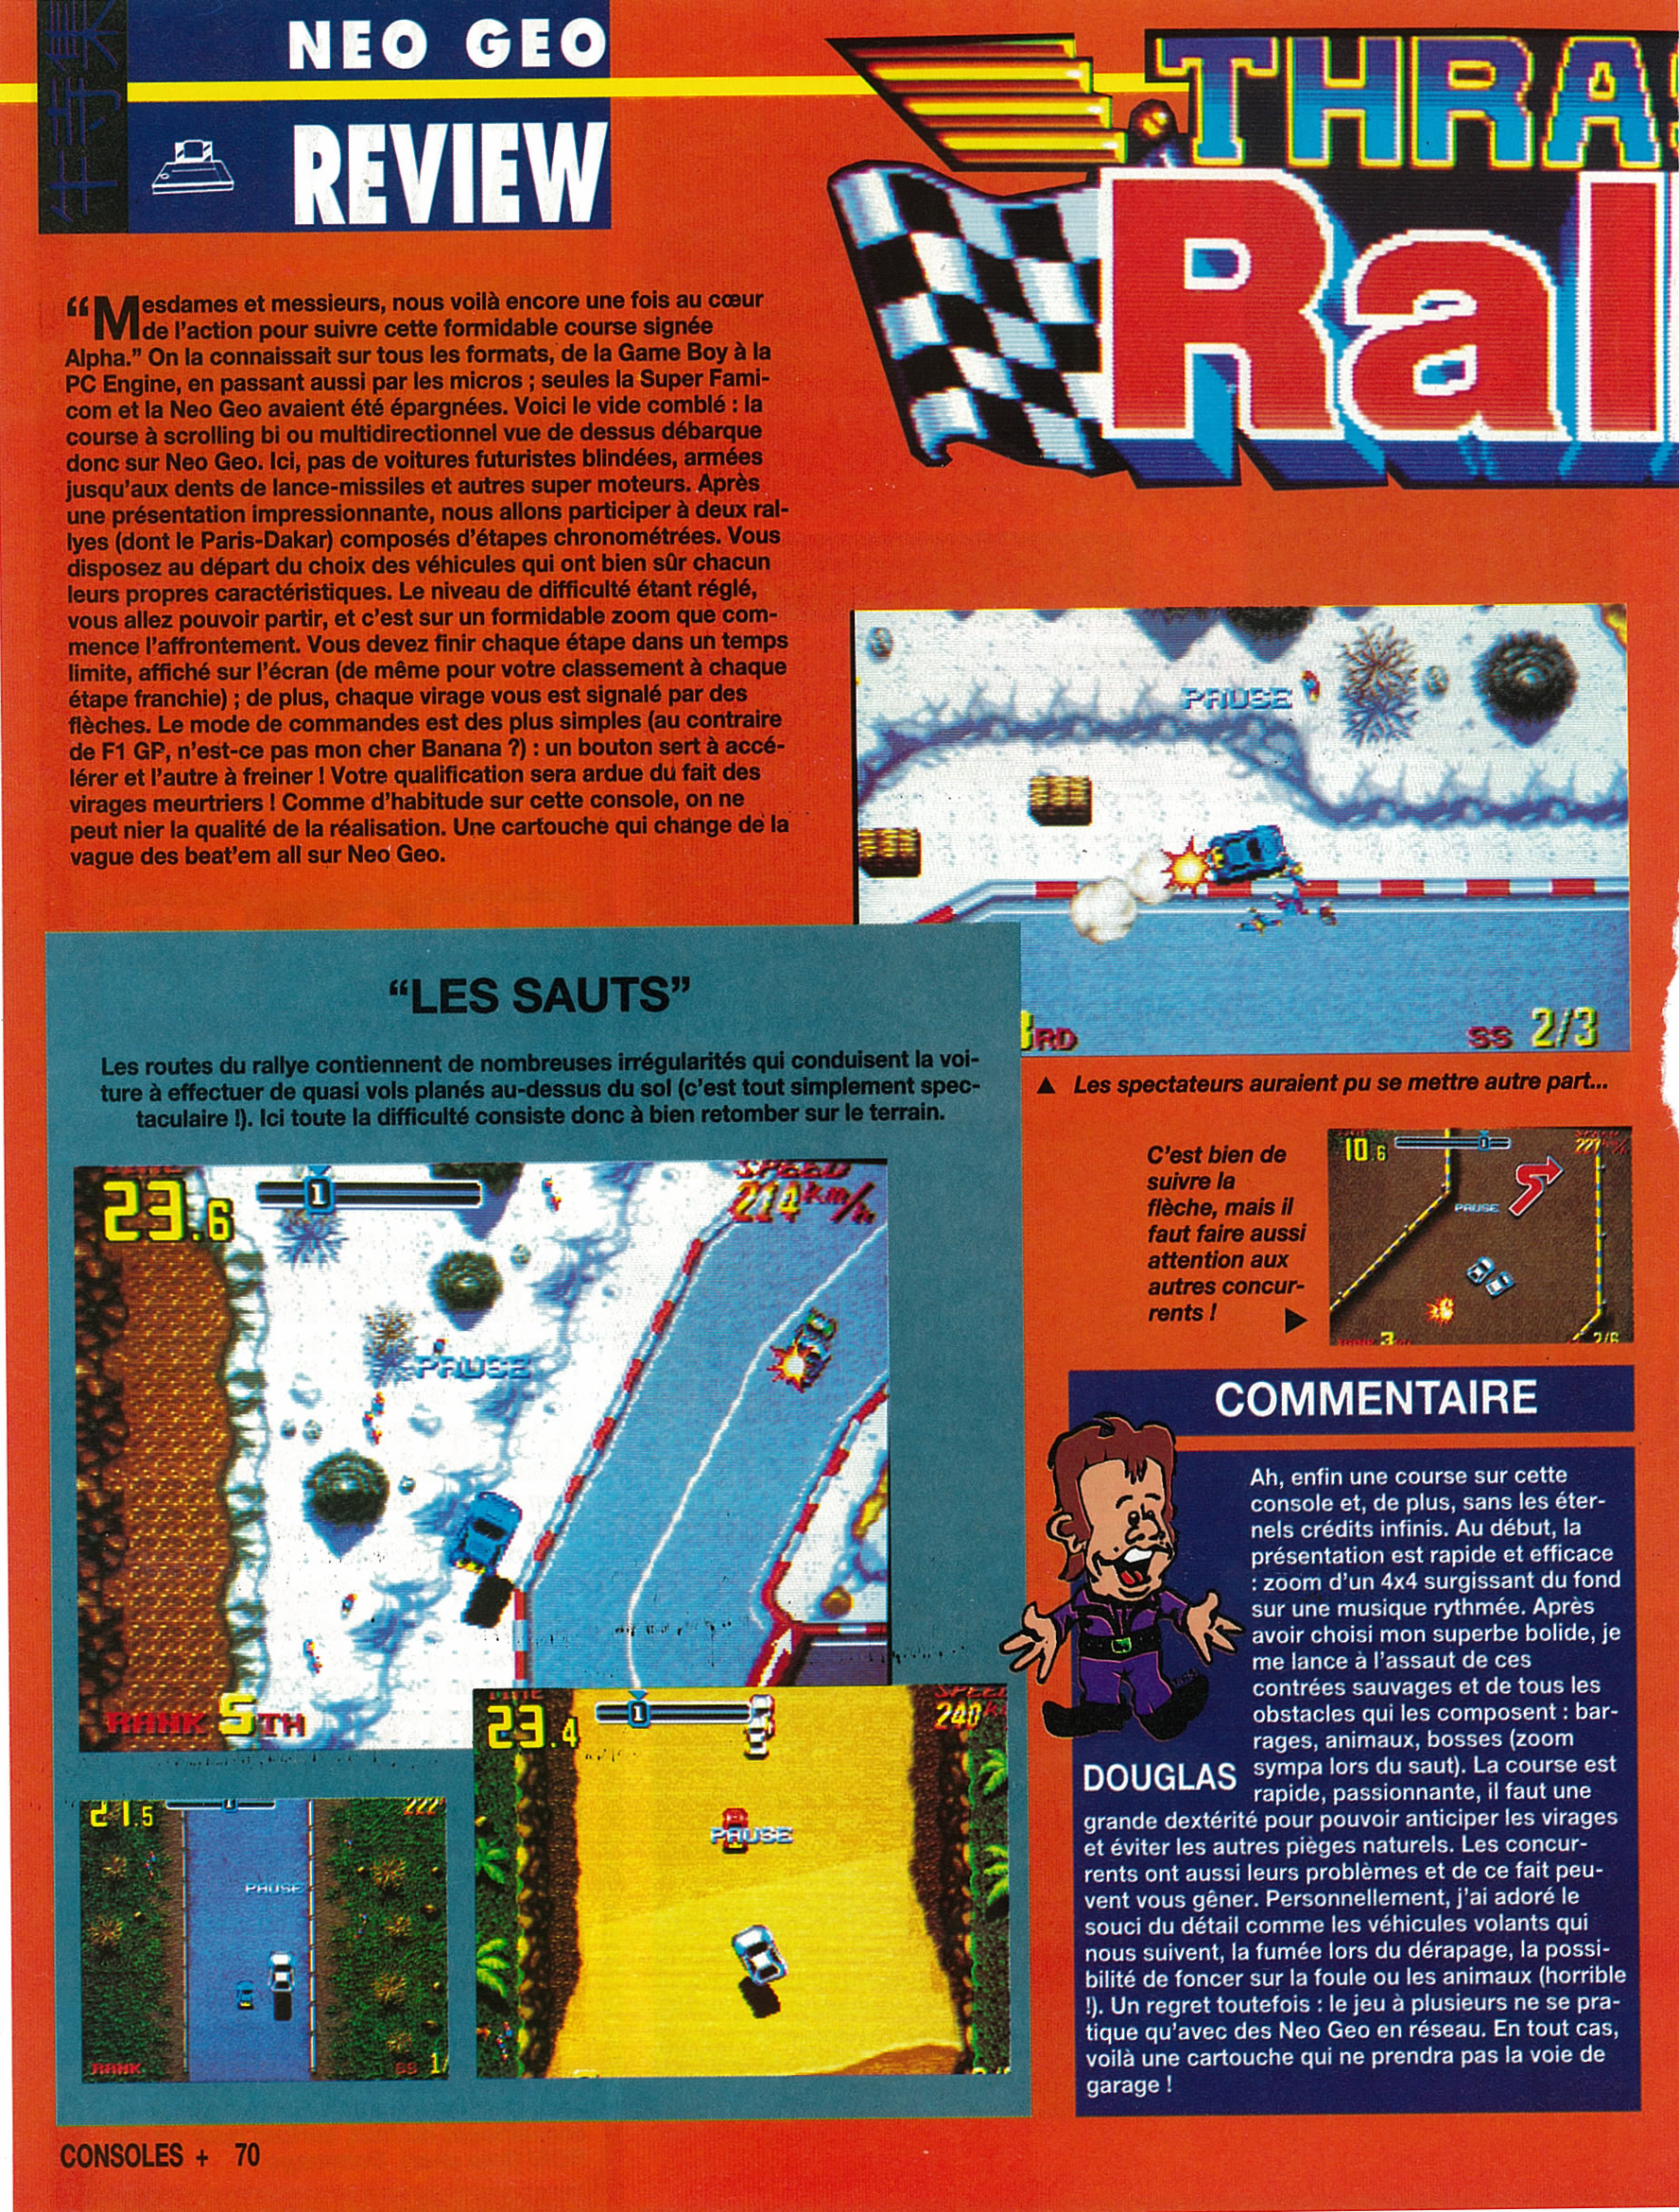 NEO GEO
REVIEW
THRA
Ral
“Mesdames et messieurs, nous voilà encore une fois au cœur
de l'action pour suivre cette formidable course signée
Alpha.” On la connaissait sur tous les formats, de la Game Boy à la
PC Engine, en passant aussi par les micros ; seules la Super Fami-
com et la Neo Geo avaient été épargnées. Voici le vide comblé : la
course à scrolling bi ou multidirectionnel vue de dessus débarque
donc sur Neo Geo. Ici, pas de voitures futuristes blindées, armées
jusqu'aux dents de lance-missiles et autres super moteurs. Après
une présentation impressionnante, nous allons participer à deux ral-
lyes (dont le Paris-Dakar) composés d'étapes chronométrées. Vous
disposez au départ du choix des véhicules qui ont bien sûr chacun
leurs propres caractéristiques. Le niveau de difficulté étant réglé,
vous allez pouvoir partir, et c'est sur un formidable zoom que com-
mence l'affrontement. Vous devez finir chaque étape dans un temps
limite, affiché sur l'écran (de même pour votre classement à chaque
étape franchie) ; de plus, chaque virage vous est signalé par des
flèches. Le mode de commandes est des plus simples (au contraire
de F1 GP, n'est-ce pas mon cher Banana ?) : un bouton sert à accé-
lérer et l'autre à freiner ! Votre qualification sera ardue du fait des
virages meurtriers ! Comme d'habitude sur cette console, on ne
peut nier la qualité de la réalisation. Une cartouche qui change de la
vague des beat'em all sur Neo Geo.
PAUSE
3RD
SS 2/3
▲ Les spectateurs auraient pu se mettre autre part...
“LES SAUTS”
Les routes du rallye contiennent de nombreuses irrégularités qui conduisent la voi-
ture à effectuer de quasi vols planés au-dessus du sol (c'est tout simplement spec-
taculaire !). Ici toute la difficulté consiste donc à bien retomber sur le terrain.
23.6
1
SPEED
214km/h
PAUSE
RANK 5TH
23.4
1
SPEED
240
PAUSE
21.5
1
222
PAUSE
RANK
SS 1/
C'est bien de
suivre la
flèche, mais il
faut faire aussi
attention aux
autres concur-
rents !
10.6
1
227
PAUSE
RANK 3
2/6
COMMENTAIRE
Ah, enfin une course sur cette
console et, de plus, sans les éter-
nels crédits infinis. Au début, la
présentation est rapide et efficace
: zoom d'un 4x4 surgissant du fond
sur une musique rythmée. Après
avoir choisi mon superbe bolide, je
me lance à l'assaut de ces
contrées sauvages et de tous les
obstacles qui les composent : bar-
rages, animaux, bosses (zoom
sympa lors du saut). La course est
rapide, passionnante, il faut une
DOUGLAS
grande dextérité pour pouvoir anticiper les virages
et éviter les autres pièges naturels. Les concur-
rents ont aussi leurs problèmes et de ce fait peu-
vent vous gêner. Personnellement, j'ai adoré le
souci du détail comme les véhicules volants qui
nous suivent, la fumée lors du dérapage, la possi-
bilité de foncer sur la foule ou les animaux (horrible
!). Un regret toutefois : le jeu à plusieurs ne se pra-
tique qu'avec des Neo Geo en réseau. En tout cas,
voilà une cartouche qui ne prendra pas la voie de
garage !
CONSOLES + 70